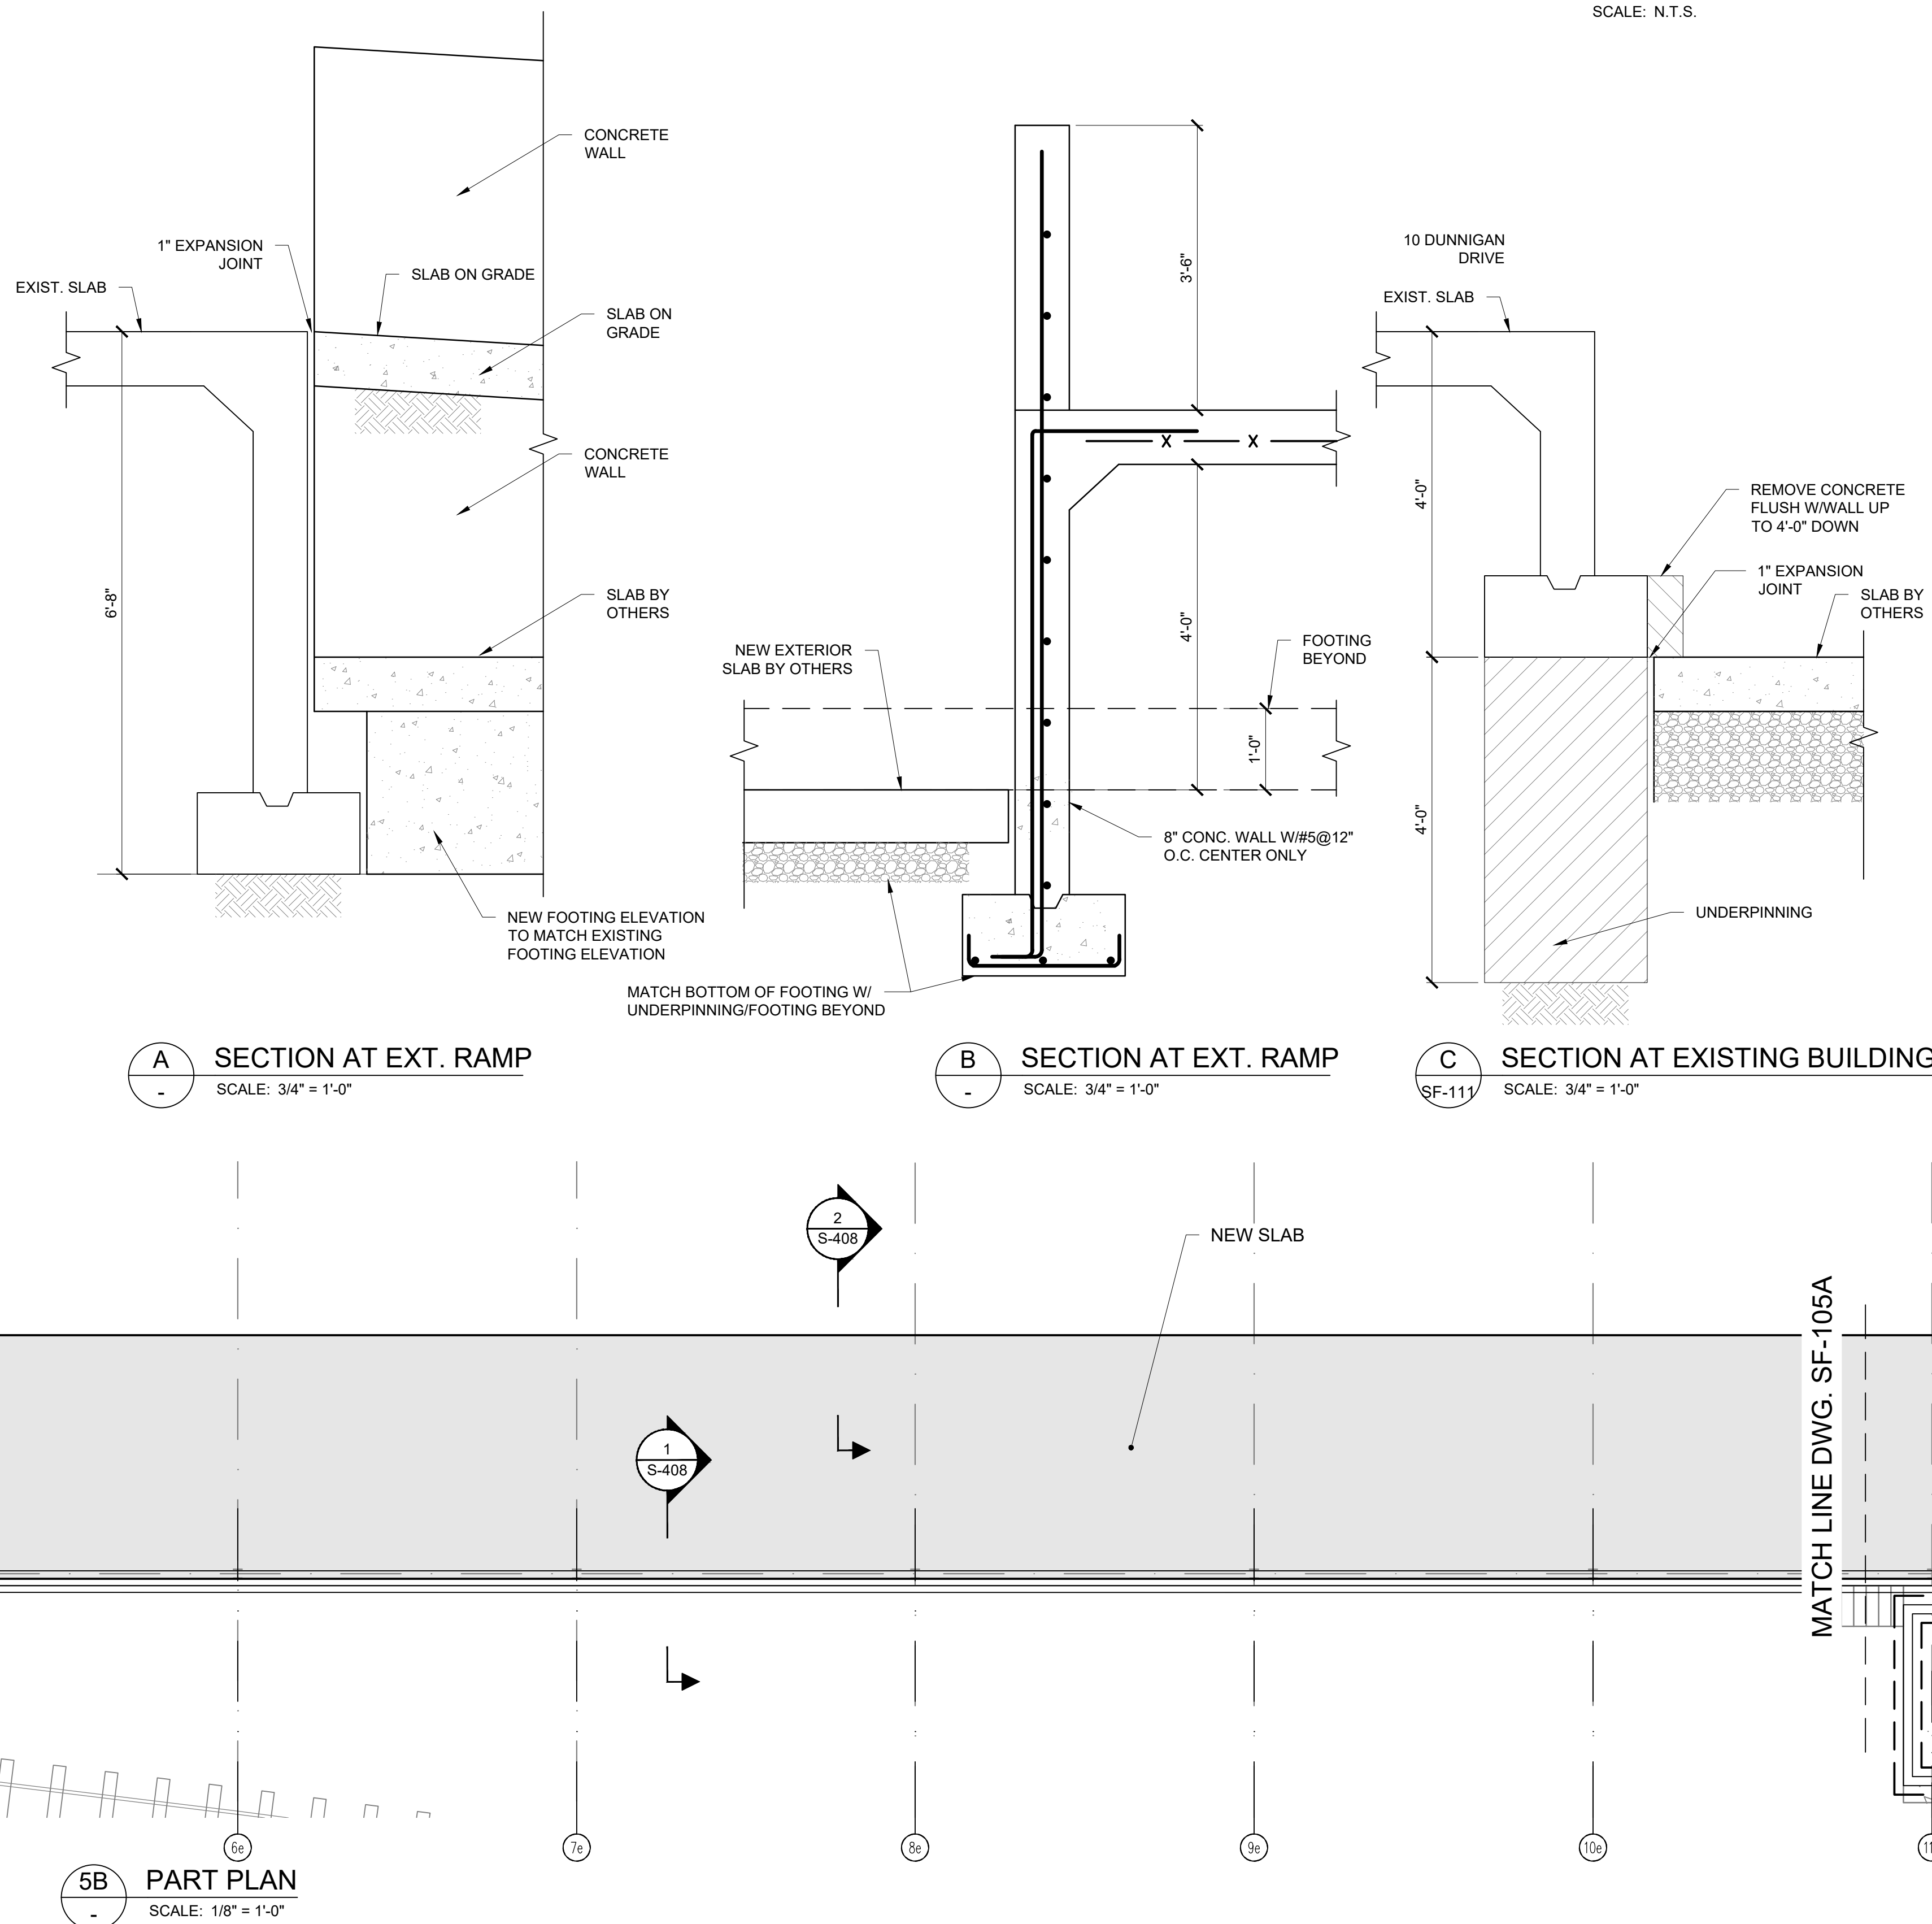 SCALE: N.T.S.
CONCRETE
WALL
1" EXPANSION
JOINT
SLAB ON GRADE
EXIST. SLAB
SLAB ON
GRADE
CONCRETE
WALL
6'-8"
SLAB BY
OTHERS
NEW FOOTING ELEVATION
TO MATCH EXISTING
FOOTING ELEVATION
A
-
SECTION AT EXT. RAMP
SCALE: 3/4" = 1'-0"
3'-6"
X
X
4'-0"
NEW EXTERIOR
SLAB BY OTHERS
FOOTING
BEYOND
1'-0"
8" CONC. WALL W/#5@12"
O.C. CENTER ONLY
MATCH BOTTOM OF FOOTING W/
UNDERPINNING/FOOTING BEYOND
B
-
SECTION AT EXT. RAMP
SCALE: 3/4" = 1'-0"
10 DUNNIGAN
DRIVE
EXIST. SLAB
4'-0"
REMOVE CONCRETE
FLUSH W/WALL UP
TO 4'-0" DOWN
1" EXPANSION
JOINT
SLAB BY
OTHERS
4'-0"
UNDERPINNING
C
SF-111
SECTION AT EXISTING BUILDING
SCALE: 3/4" = 1'-0"
2
S-408
NEW SLAB
1
S-408
MATCH LINE DWG. SF-105A
6e
7e
8e
9e
10e
5B
-
PART PLAN
SCALE: 1/8" = 1'-0"